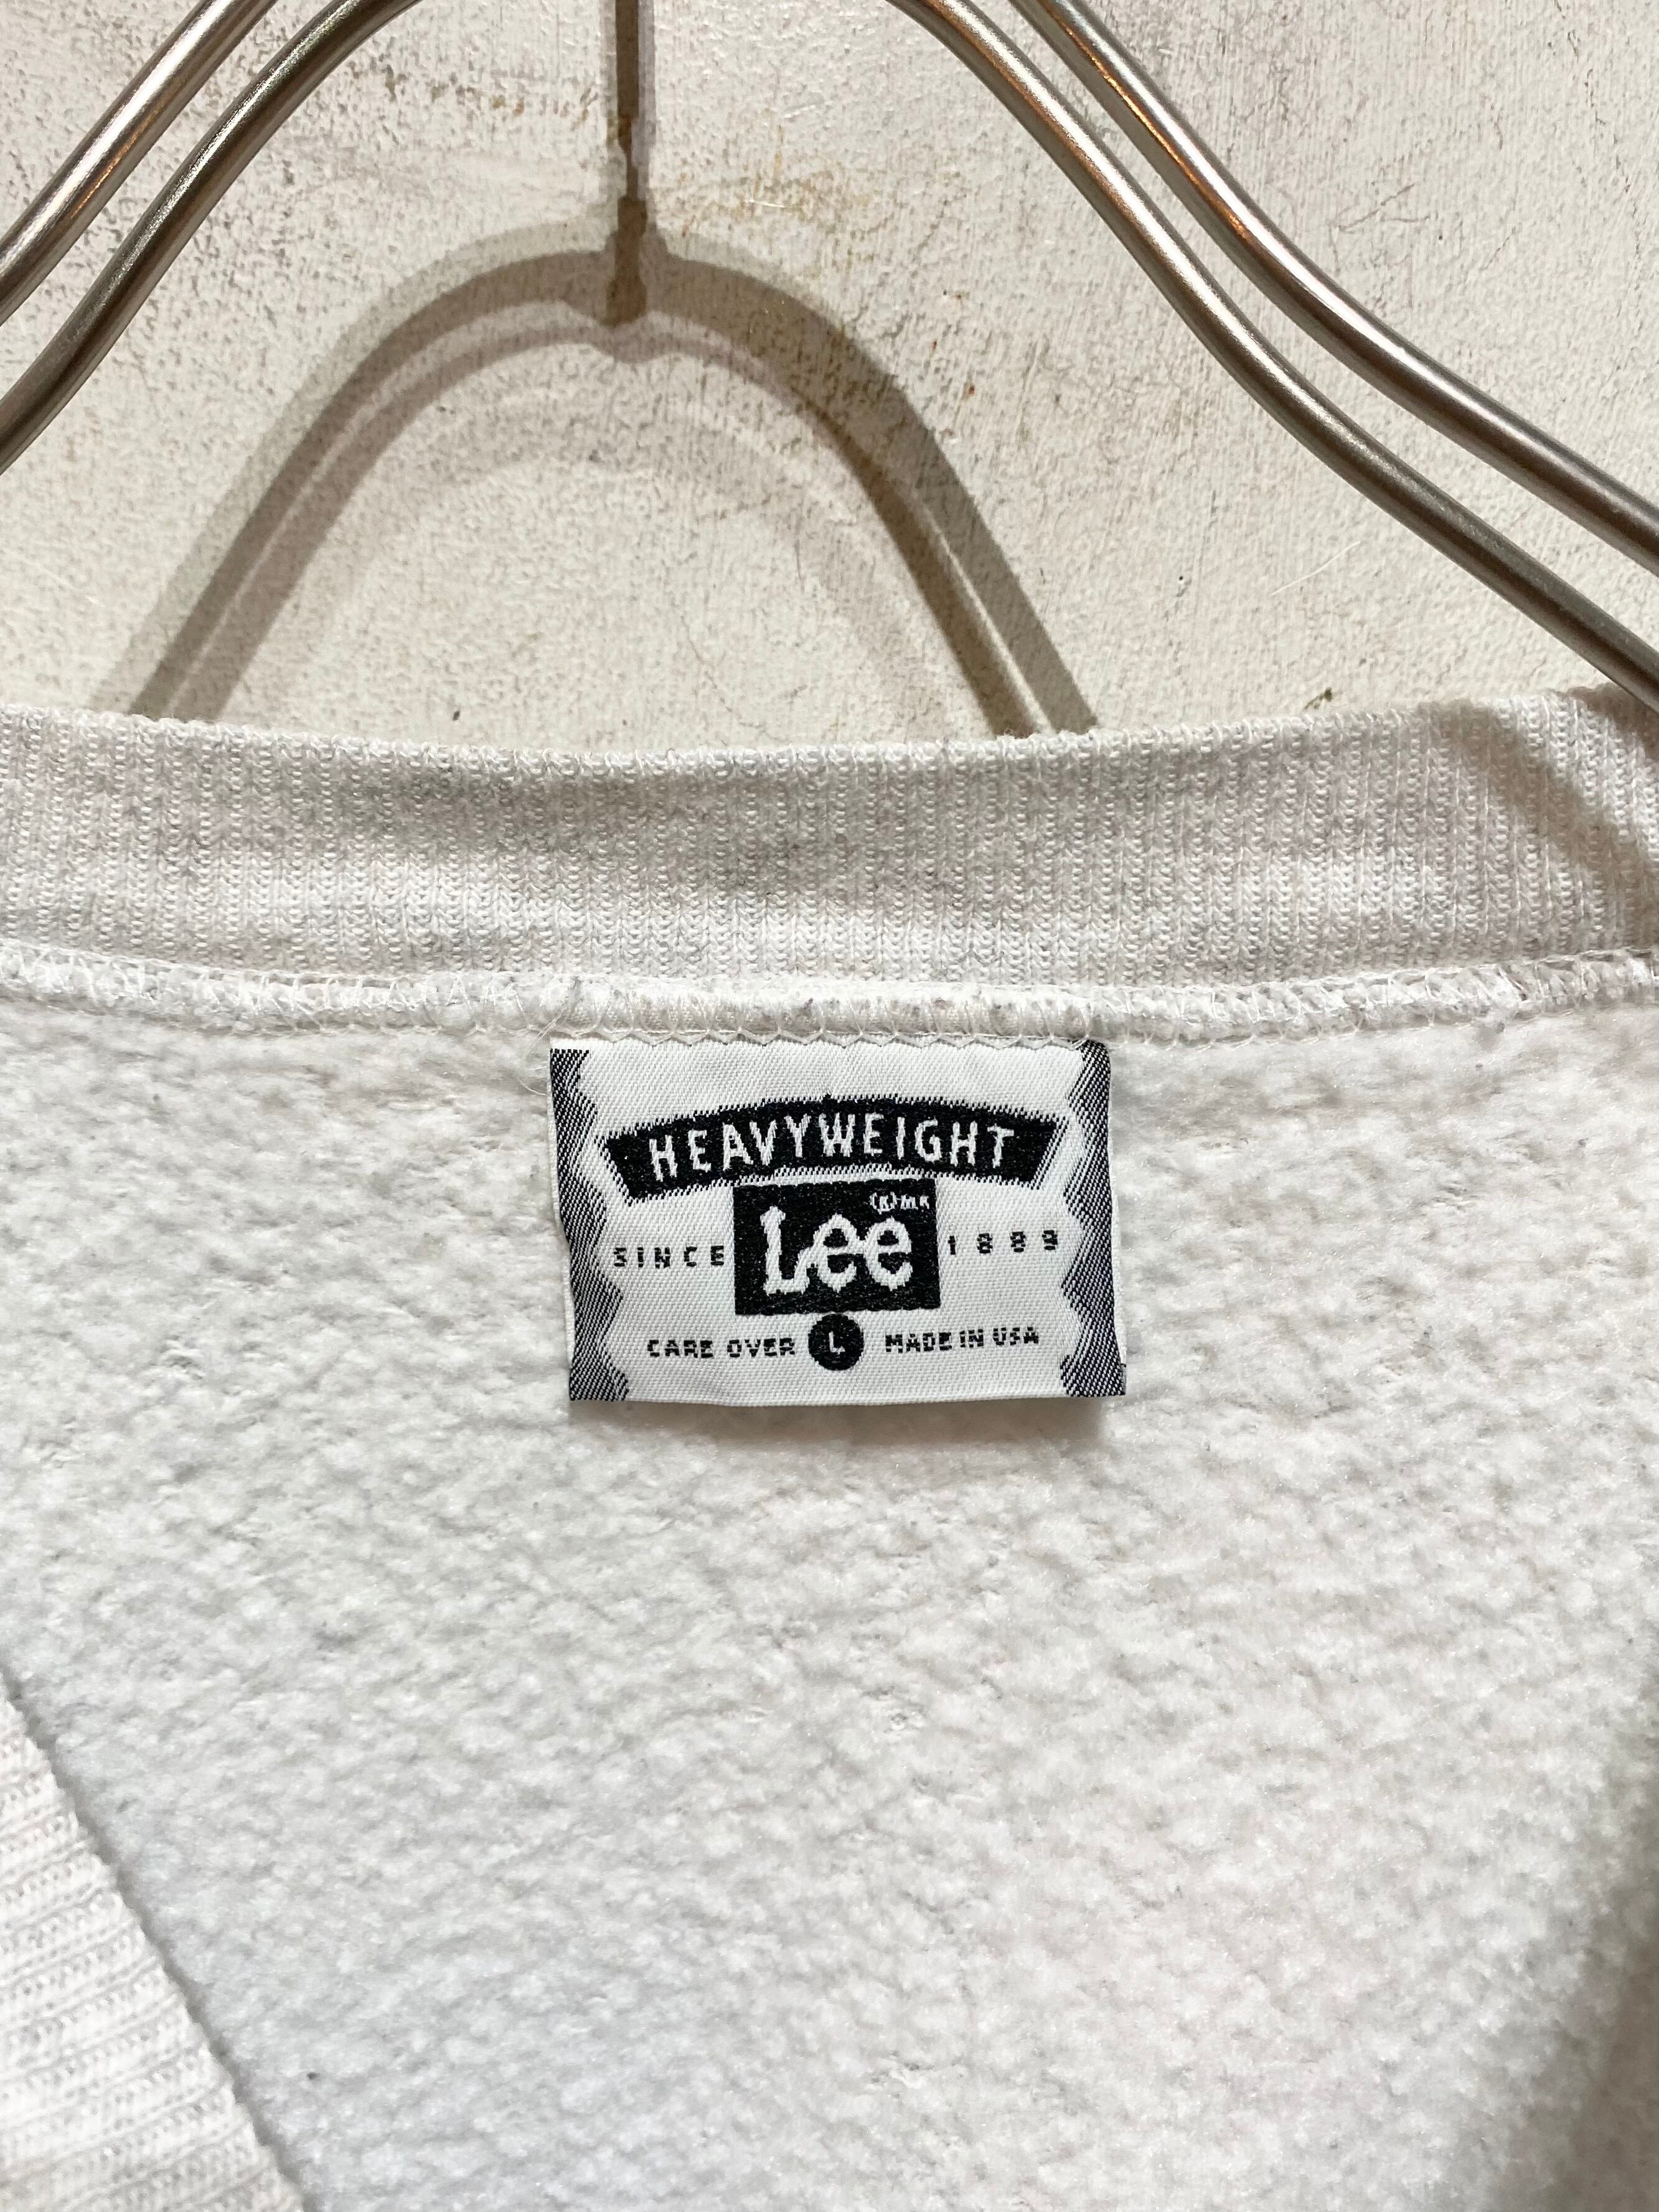 HEAVYWEIGHT
SINCE Lee 1889
CARE OVER L MADE IN USA